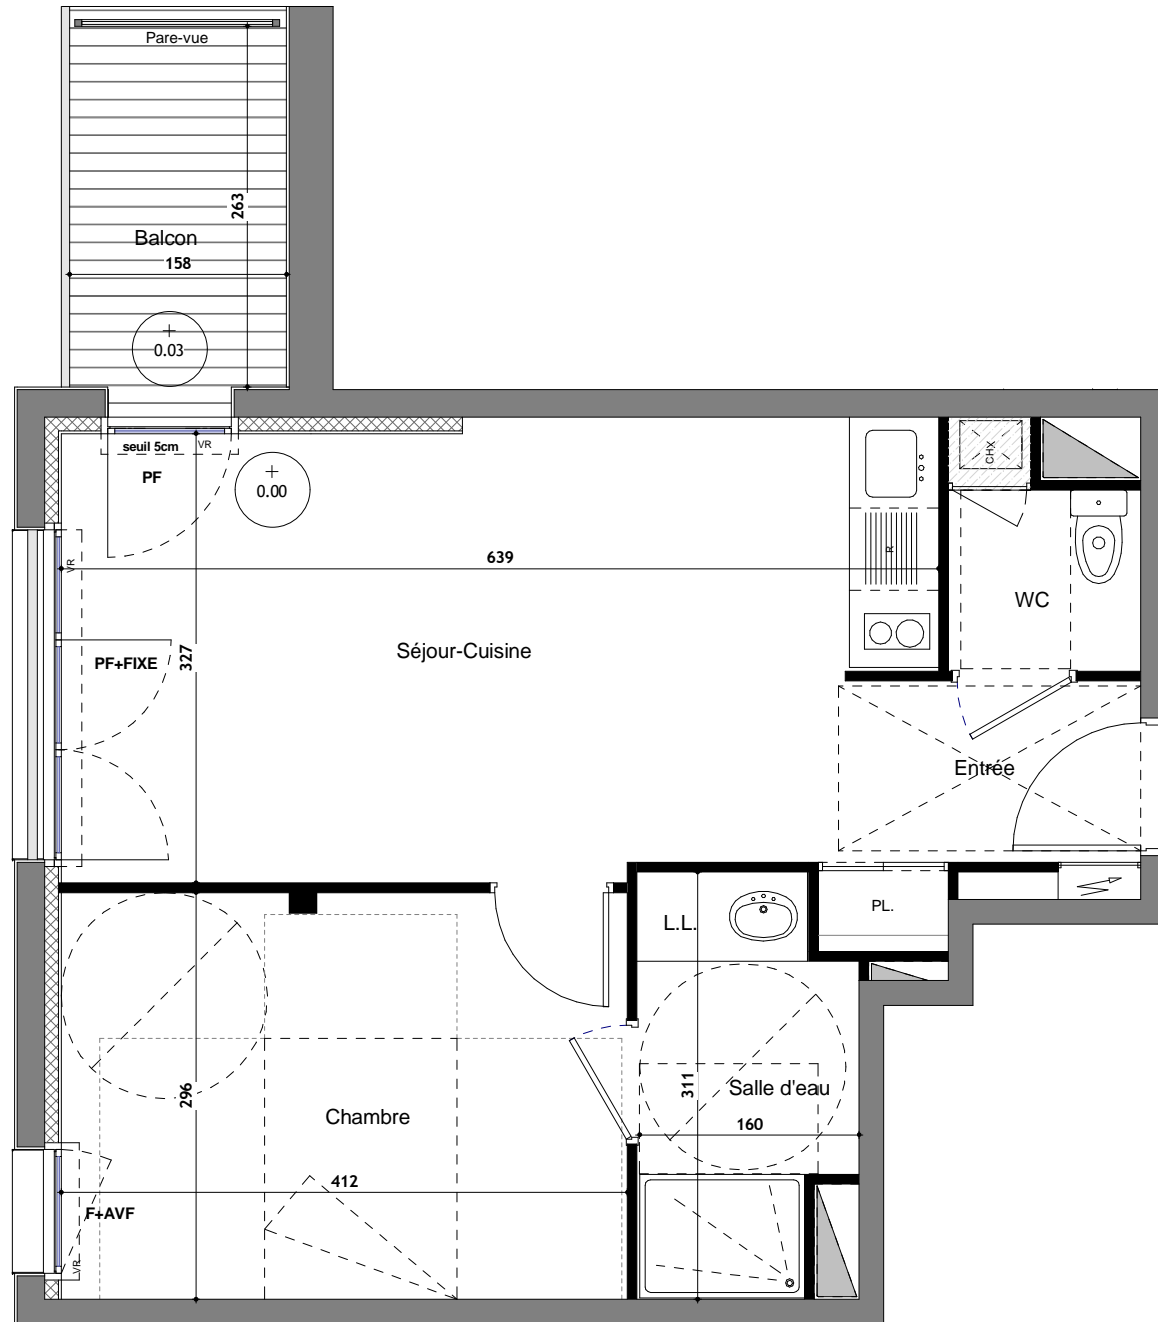 Pare-vue
263
Balcon
158
0.03
seuil 5cm
VR
PF
0.00
CHX
VR
639
R
WC
Séjour-Cuisine
PF+FIXE
327
Entrée
PL.
L.L.
296
311
Salle d'eau
Chambre
160
412
F+AVF
VR